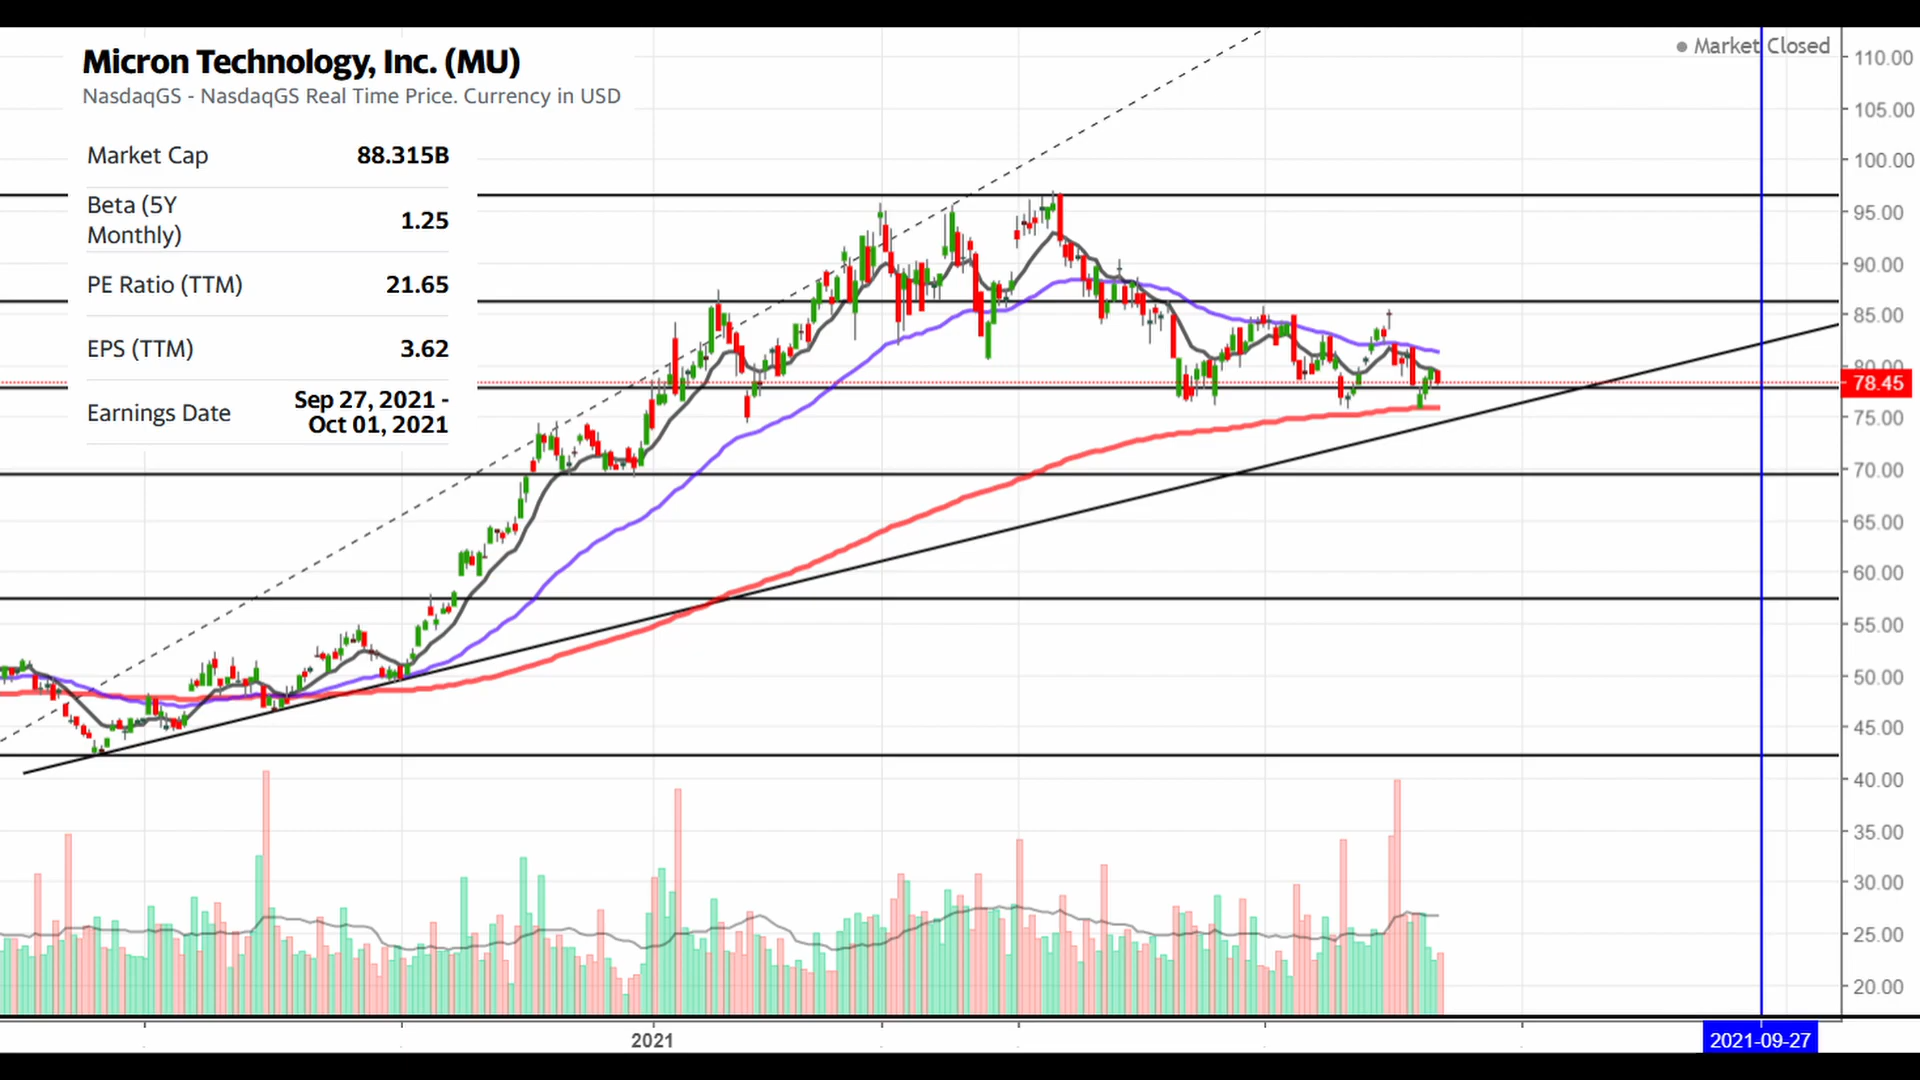 Micron Technology, Inc. (MU)
NasdaqGS - NasdaqGS Real Time Price. Currency in USD
Market Cap 88.315B
Beta (5Y
Monthly) 1.25
PE Ratio (TTM) 21.65
EPS (TTM) 3.62
Earnings Date Sep 27, 2021 -
Oct 01, 2021
Market Closed
110.00
105.00
100.00
95.00
90.00
85.00
80.00
78.45
75.00
70.00
65.00
60.00
55.00
50.00
45.00
40.00
35.00
30.00
25.00
20.00
2021
2021-09-27